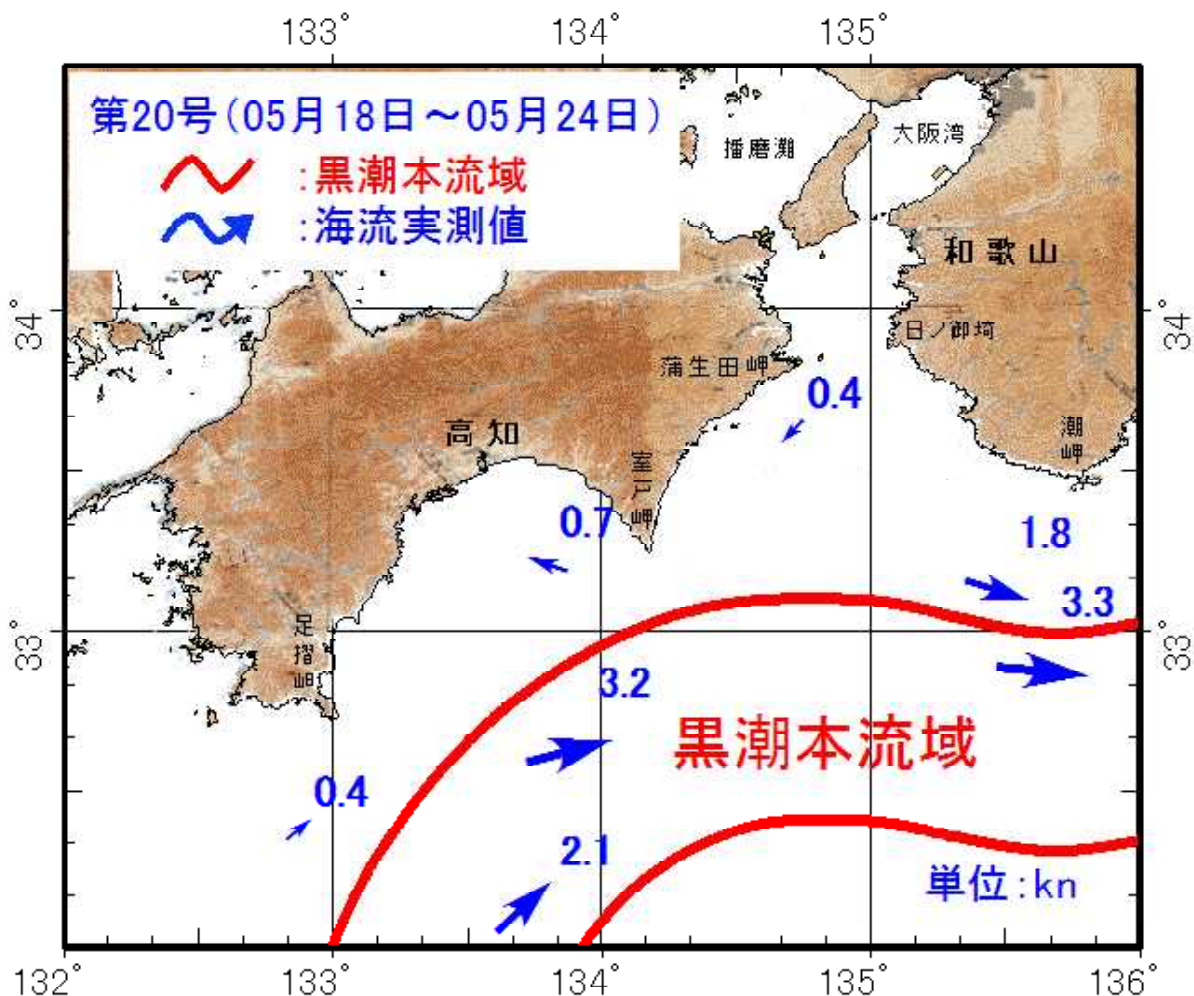 133° 134° 135°
第20号(05月18日～05月24日)
:黒潮本流域
:海流実測値
播磨灘
大阪湾
和歌山
34°
34°
日ノ御埼
蒲生田岬
0.4
高知
室戸岬
潮岬
0.7
1.8
3.3
33°
33°
足摺岬
3.2
黒潮本流域
0.4
2.1
単位:kn
132° 133° 134° 135° 136°